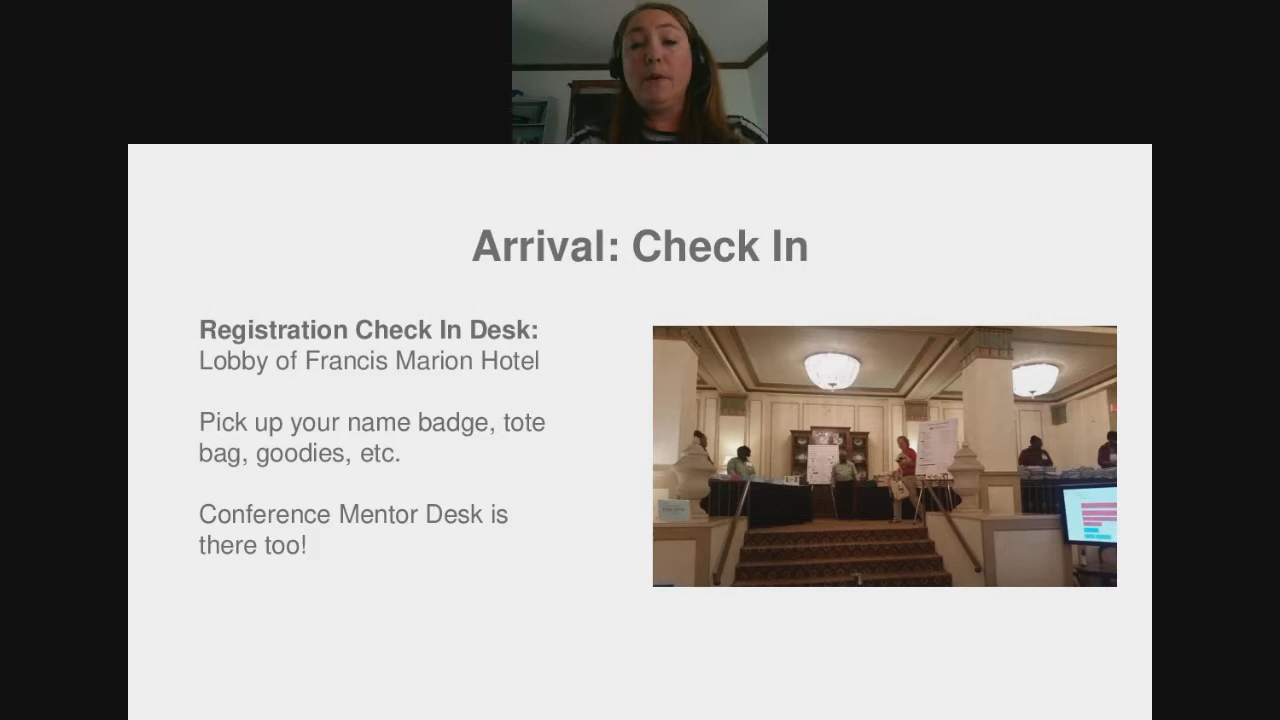 Arrival: Check In
Registration Check In Desk:
Lobby of Francis Marion Hotel
Pick up your name badge, tote
bag, goodies, etc.
Conference Mentor Desk is
there too!